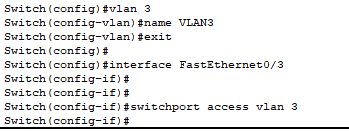 Switch(config)#vlan 3
Switch(config-vlan)#name VLAN3
Switch(config-vlan)#exit
Switch(config)#
Switch(config)#interface FastEthernet0/3
Switch(config-if)#
Switch(config-if)#
Switch(config-if)#switchport access vlan 3
Switch(config-if)#